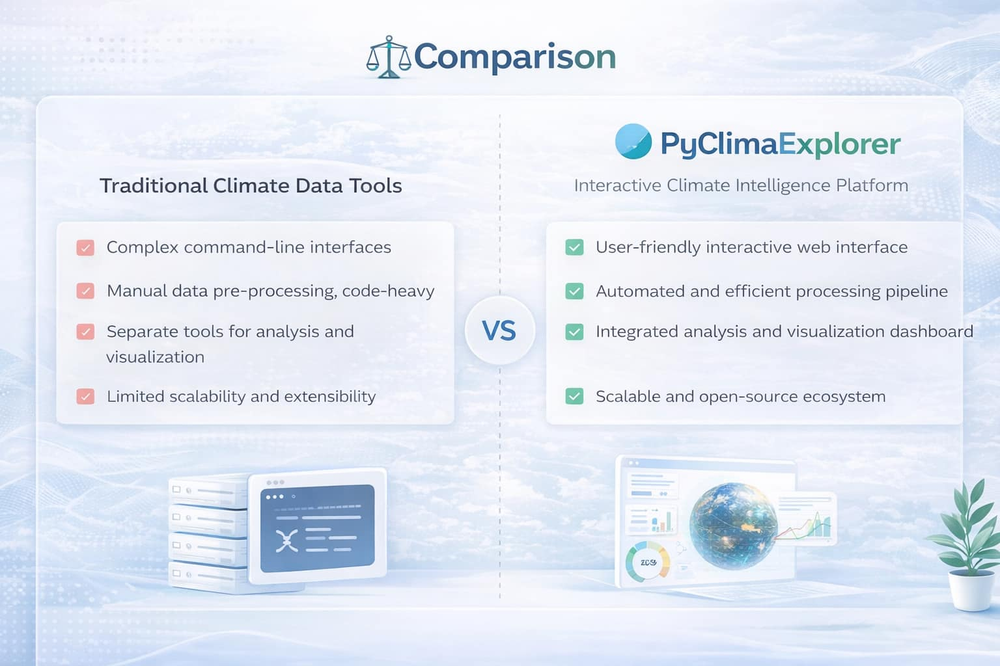 Comparison
Traditional Climate Data Tools
Complex command-line interfaces
Manual data pre-processing, code-heavy
Separate tools for analysis and
visualization
Limited scalability and extensibility
VS
PyClimaExplorer
Interactive Climate Intelligence Platform
User-friendly interactive web interface
Automated and efficient processing pipeline
Integrated analysis and visualization dashboard
Scalable and open-source ecosystem